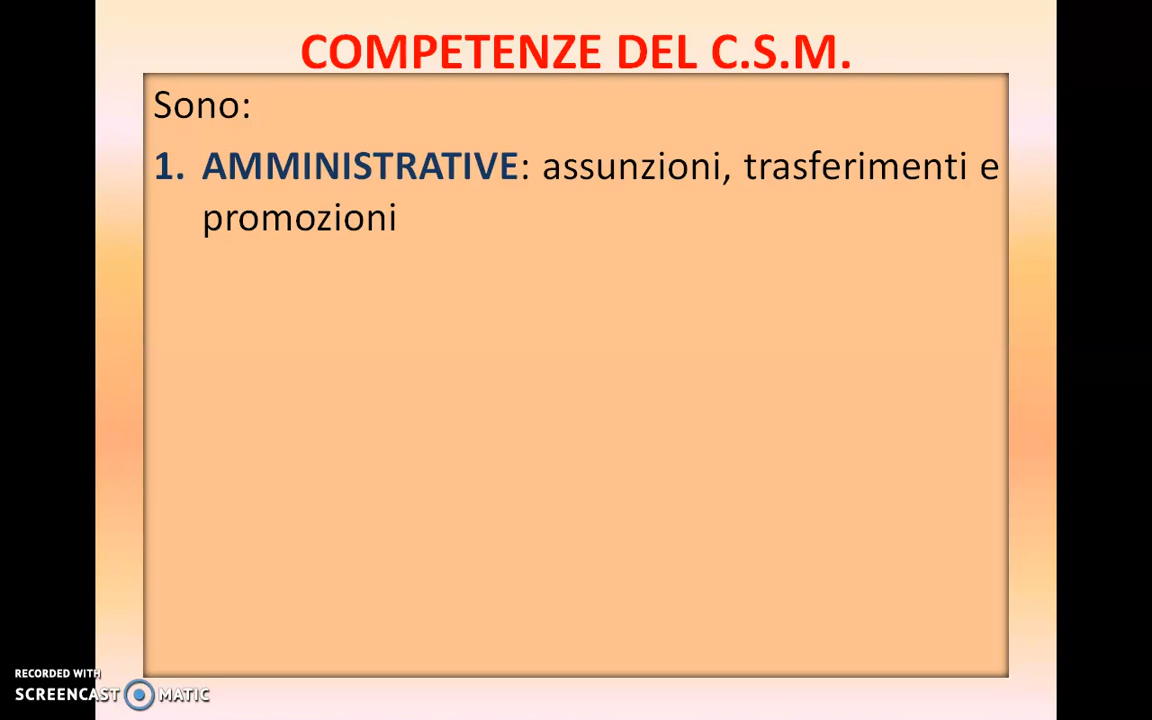 COMPETENZE DEL C.S.M.
Sono:
1. AMMINISTRATIVE: assunzioni, trasferimenti e
promozioni
RECORDED WITH
SCREENCAST MATIC